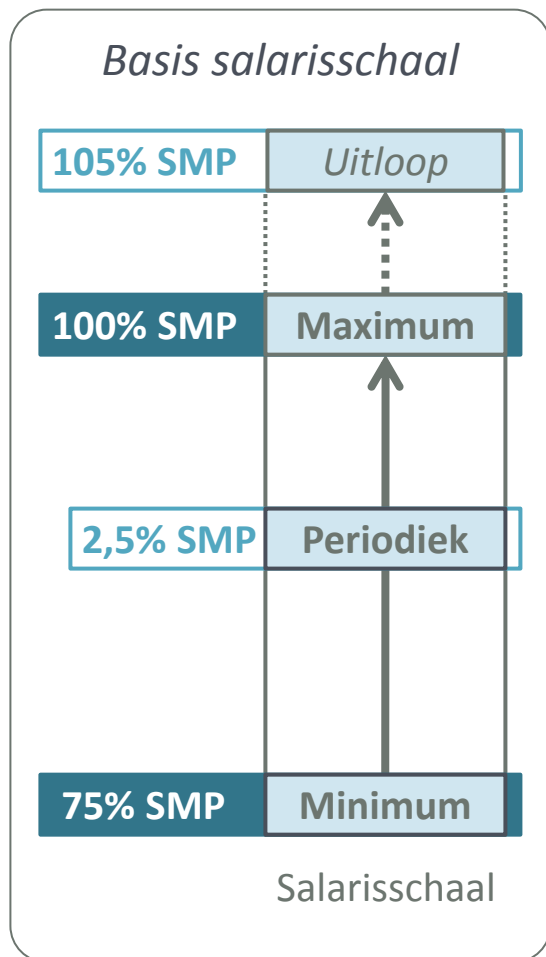 Basis salarisschaal
105% SMP Uitloop
100% SMP Maximum
2,5% SMP Periodiek
75% SMP Minimum
Salarisschaal